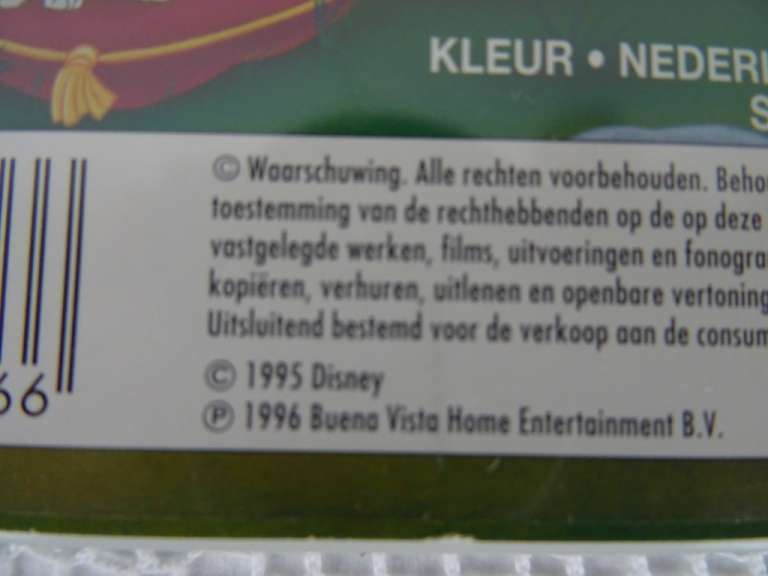 KLEUR • NEDERL
S
© Waarschuwing. Alle rechten voorbehouden. Beho
toestemming van de rechthebbenden op de op deze
vastgelegde werken, films, uitvoeringen en fonogra
kopiëren, verhuren, uitlenen en openbare vertoning
Uitsluitend bestemd voor de verkoop aan de consum
© 1995 Disney
℗ 1996 Buena Vista Home Entertainment B.V.
66